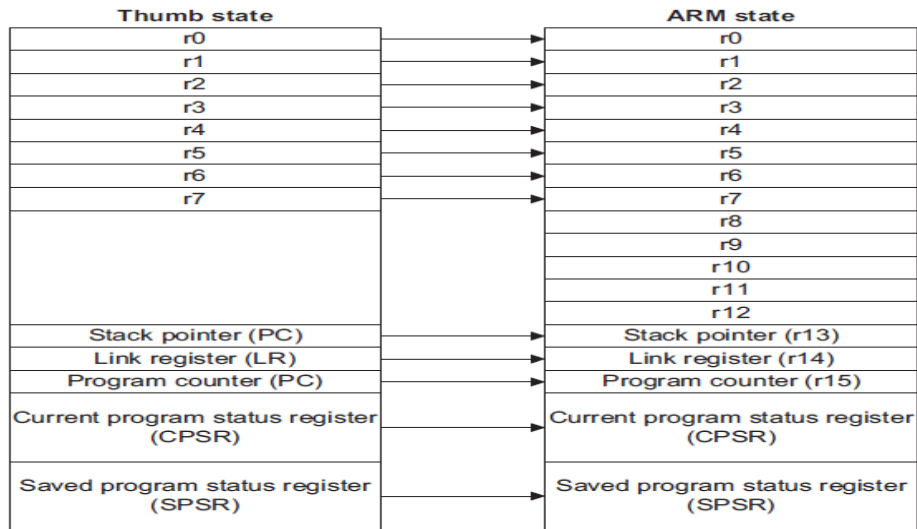 Thumb state
ARM state
r0
r0
r1
r1
r2
r2
r3
r3
r4
r4
r5
r5
r6
r6
r7
r7
r8
r9
r10
r11
r12
Stack pointer (PC)
Stack pointer (r13)
Link register (LR)
Link register (r14)
Program counter (PC)
Program counter (r15)
Current program status register
(CPSR)
Current program status register
(CPSR)
Saved program status register
(SPSR)
Saved program status register
(SPSR)